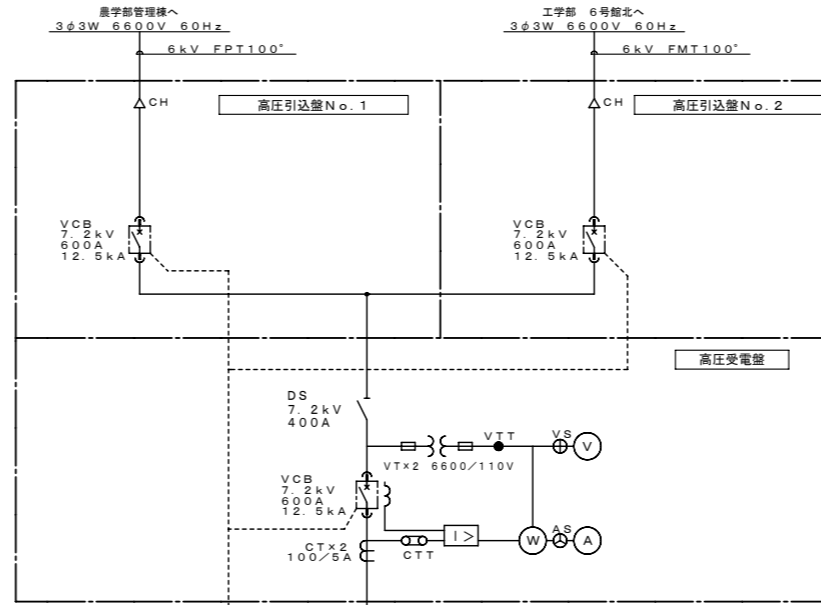 農学部管理棟へ
3φ3W 6600V 60Hz
6kV FPT100°
CH
高圧引込盤No.1
VCB
7.2kV
600A
12.5kA
工学部 6号館北へ
3φ3W 6600V 60Hz
6kV FMT100°
CH
高圧引込盤No.2
VCB
7.2kV
600A
12.5kA
高圧受電盤
DS
7.2kV
400A
VTT
VS
V
VT×2 6600/110V
VCB
7.2kV
600A
12.5kA
I>
W
AS
A
CT×2
100/5A
CTT